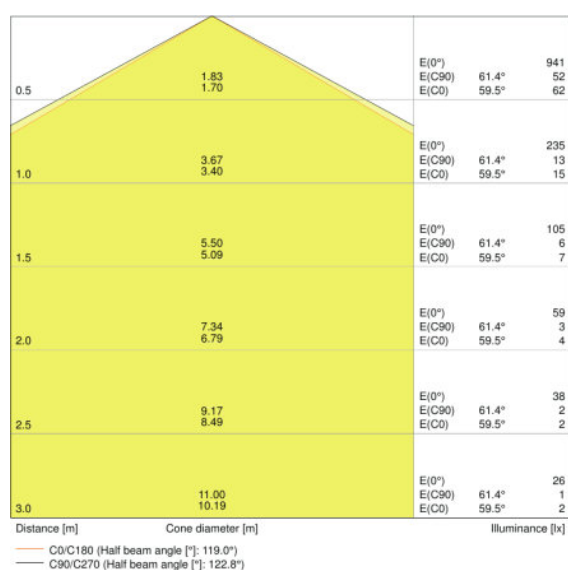 E(0°) 941
1.83 E(C90) 61.4° 52
0.5 1.70 E(C0) 59.5° 62
E(0°) 235
3.67 E(C90) 61.4° 13
1.0 3.40 E(C0) 59.5° 15
E(0°) 105
5.50 E(C90) 61.4° 6
1.5 5.09 E(C0) 59.5° 7
E(0°) 59
7.34 E(C90) 61.4° 3
2.0 6.79 E(C0) 59.5° 4
E(0°) 38
9.17 E(C90) 61.4° 2
2.5 8.49 E(C0) 59.5° 2
E(0°) 26
11.00 E(C90) 61.4° 1
3.0 10.19 E(C0) 59.5° 2
Distance [m] Cone diameter [m] Illuminance [lx]
C0/C180 (Half beam angle [°]: 119.0°)
C90/C270 (Half beam angle [°]: 122.8°)